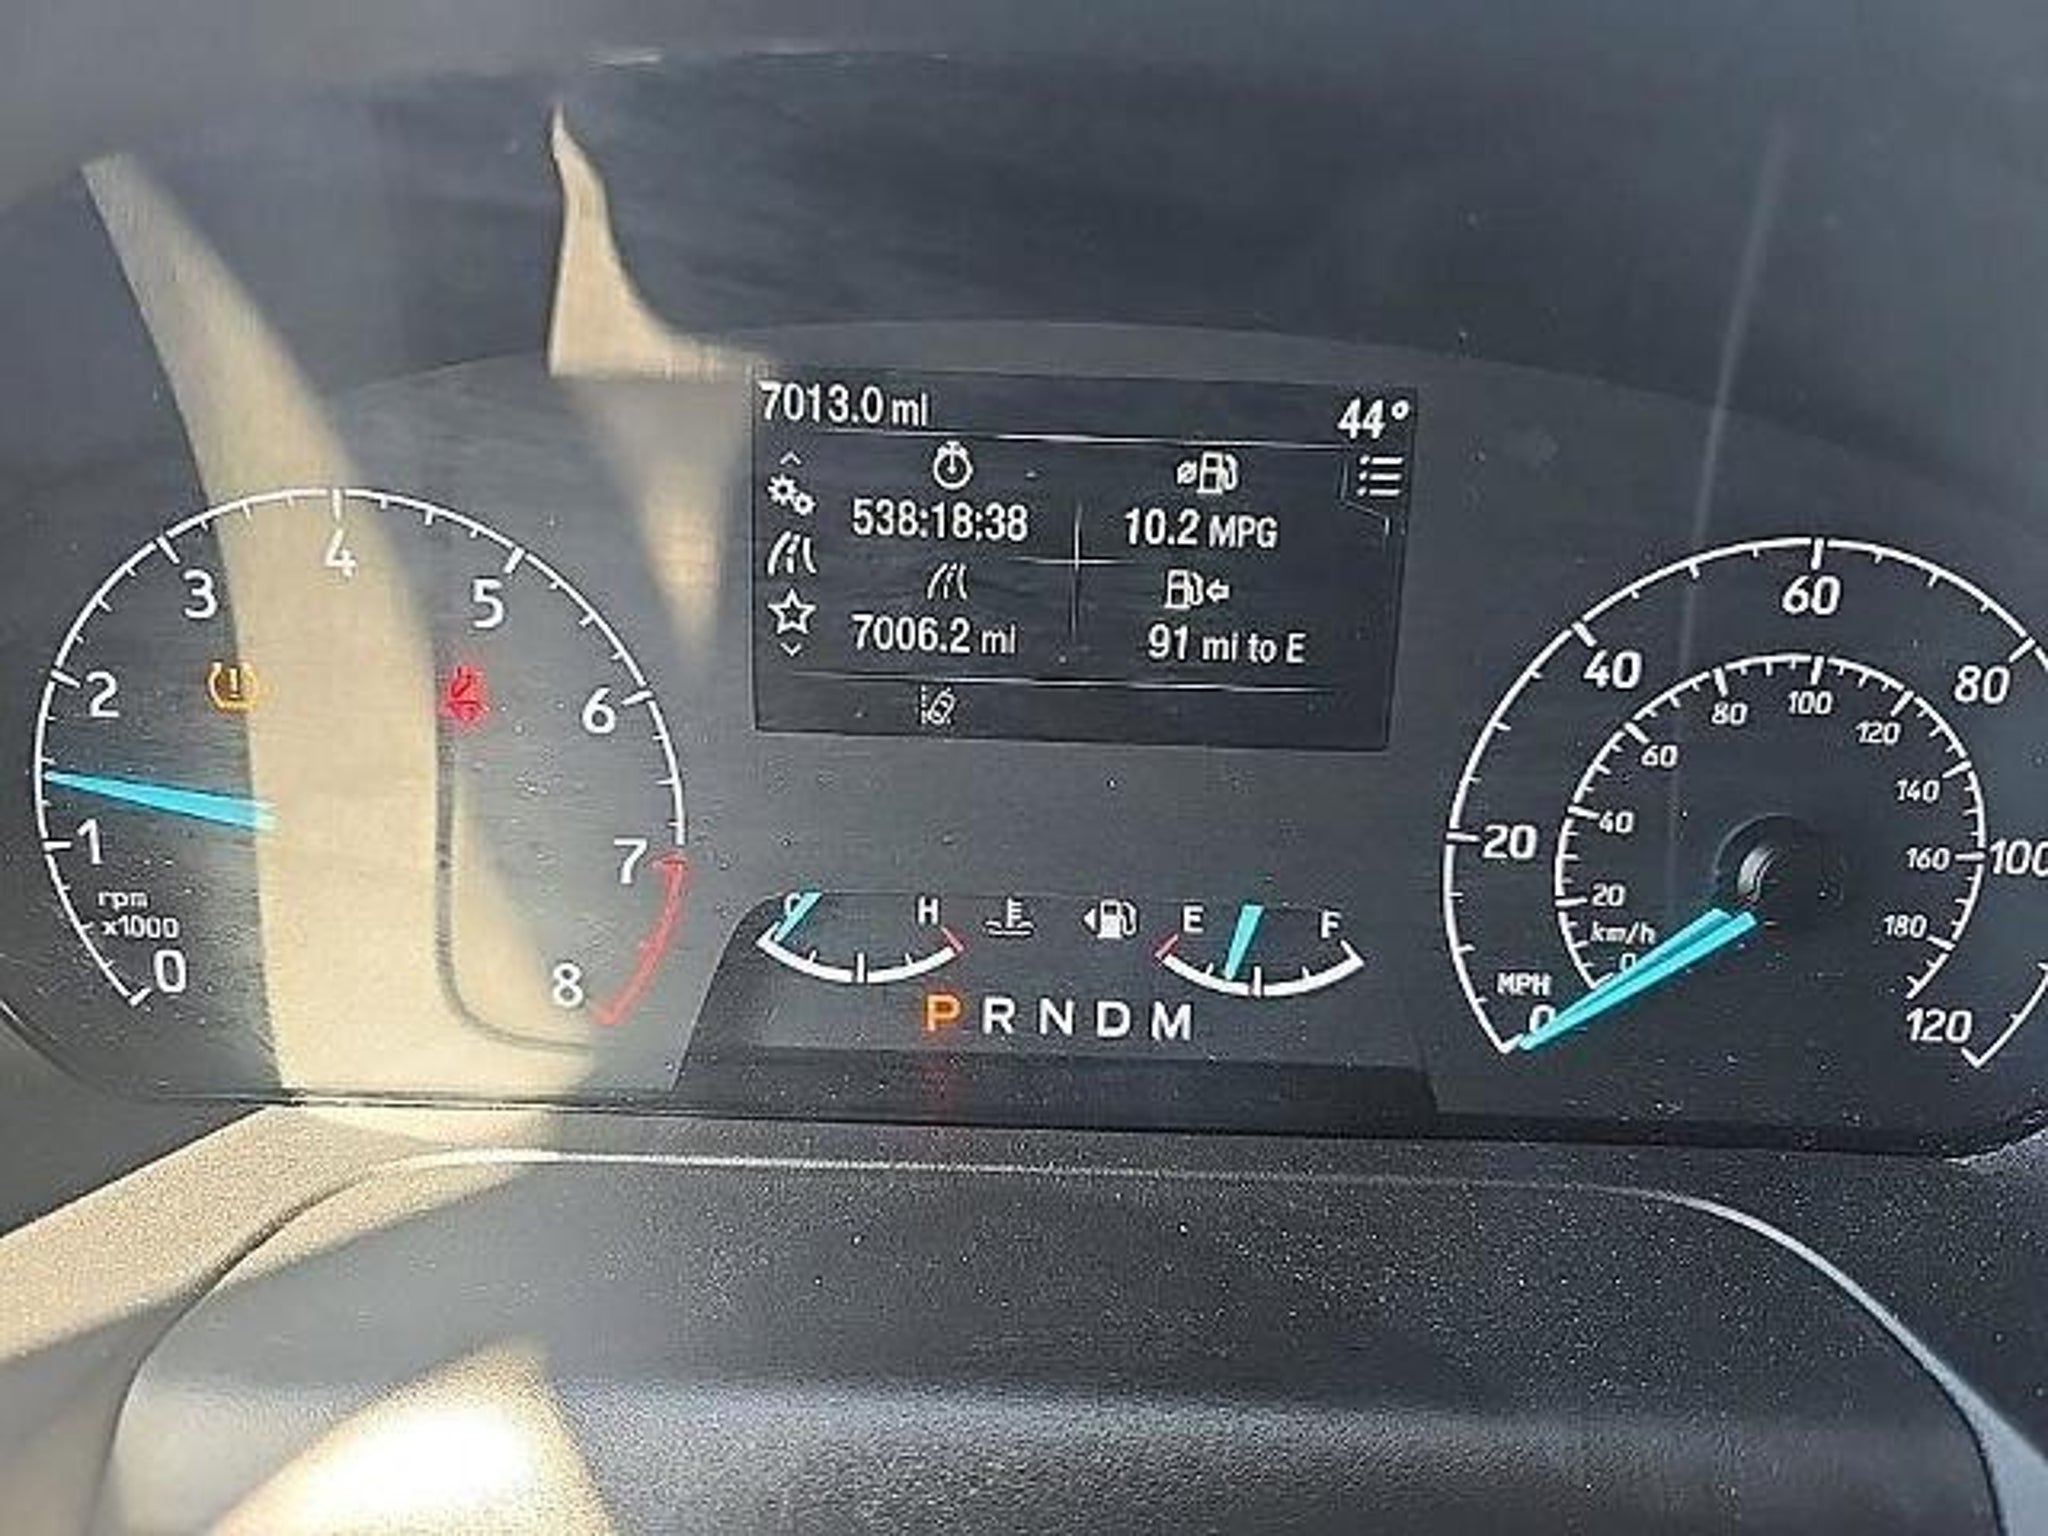 7013.0 mi 44°
538:18:38 10.2 MPG
7006.2 mi 91 mi to E
0 1 2 3 4 5 6 7 8
rpm
x1000
C H
E F
P R N D M
0 20 40 60 80 100 120
MPH
0 20 40 60 80 100 120 140 160 180
km/h